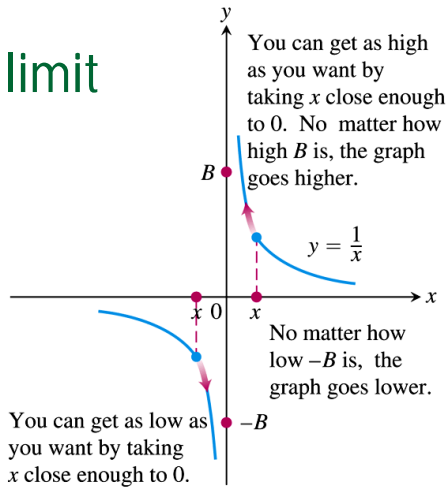 limit
y
You can get as high
as you want by
taking x close enough
to 0. No matter how
high B is, the graph
goes higher.
B
y = 1/x
x 0 x
x
No matter how
low –B is, the
graph goes lower.
You can get as low as
you want by taking
x close enough to 0.
–B